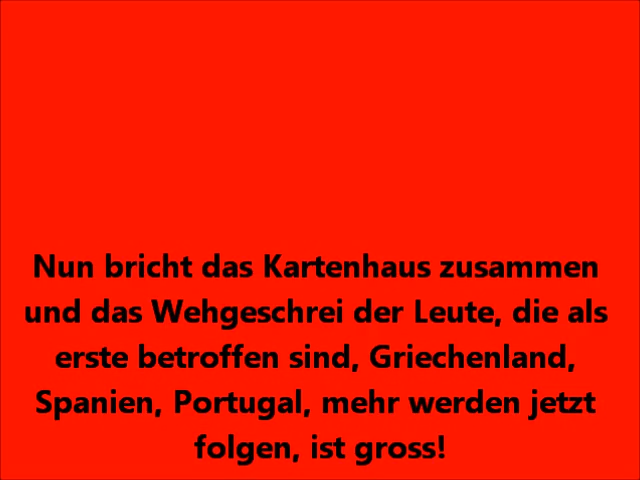 Nun bricht das Kartenhaus zusammen
und das Wehgeschrei der Leute, die als
erste betroffen sind, Griechenland,
Spanien, Portugal, mehr werden jetzt
folgen, ist gross!